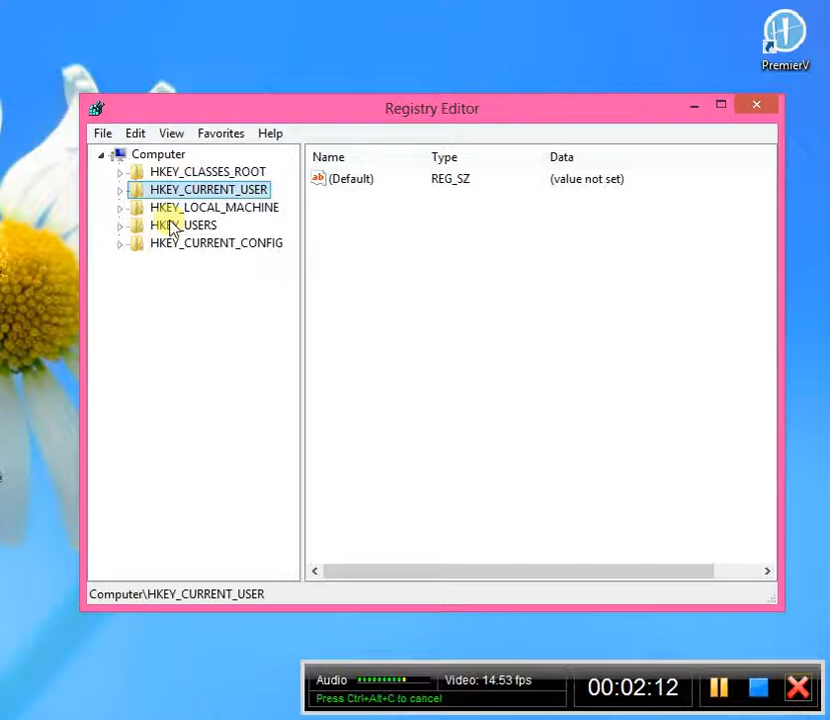 PremierV
Registry Editor
File Edit View Favorites Help
Computer
HKEY_CLASSES_ROOT
HKEY_CURRENT_USER
HKEY_LOCAL_MACHINE
HKEY_USERS
HKEY_CURRENT_CONFIG
Name Type Data
ab (Default) REG_SZ (value not set)
Computer\HKEY_CURRENT_USER
Audio Video: 14.53 fps
Press Ctrl+Alt+C to cancel
00:02:12